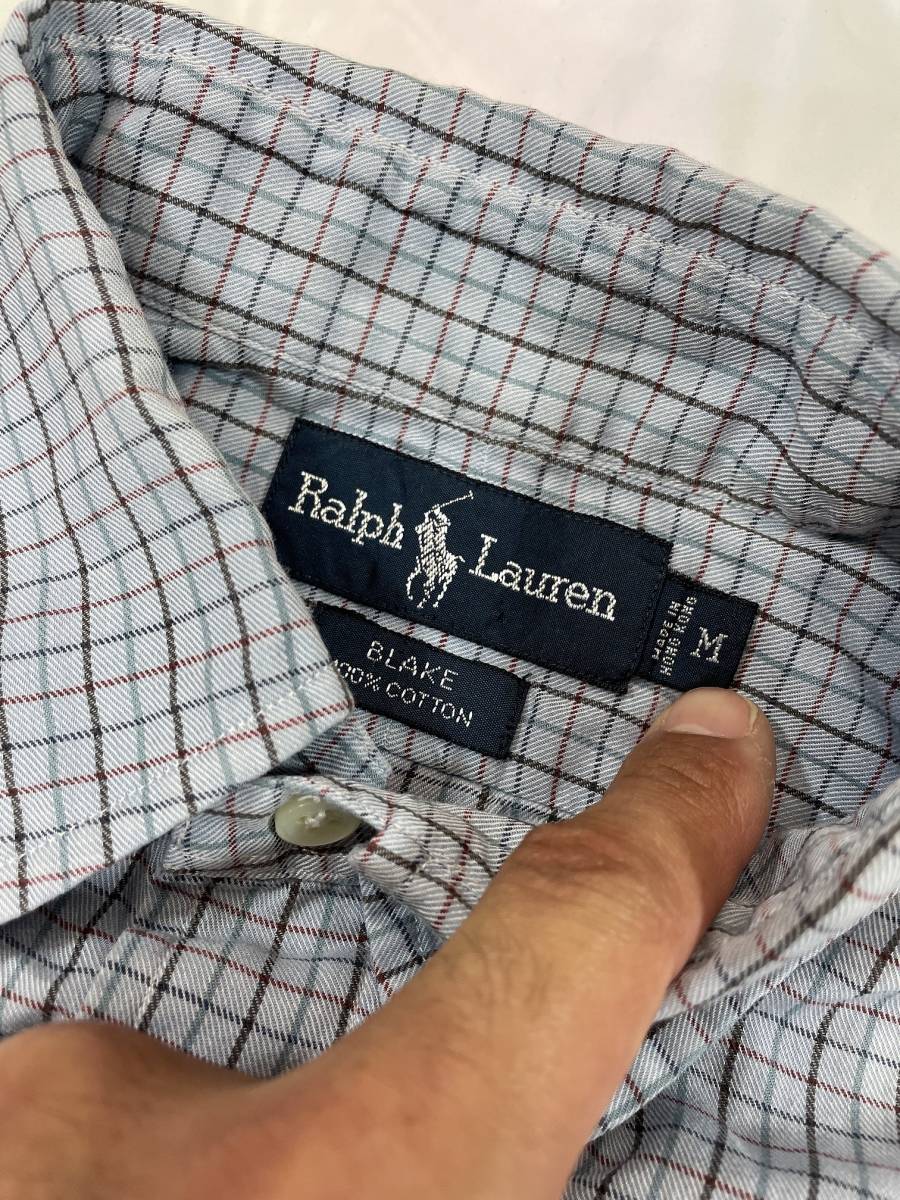 Ralph Lauren
MADE IN
HONG KONG
M
BLAKE
100% COTTON